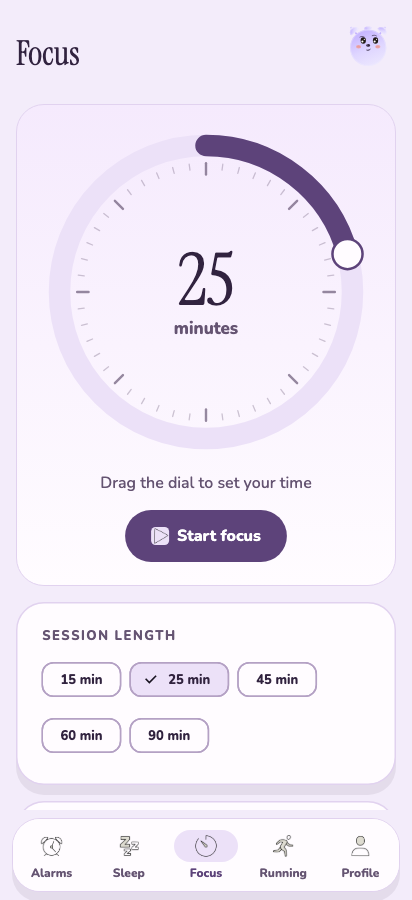 Focus
25
minutes
Drag the dial to set your time
Start focus
SESSION LENGTH
15 min
25 min
45 min
60 min
90 min
Alarms
Sleep
Focus
Running
Profile